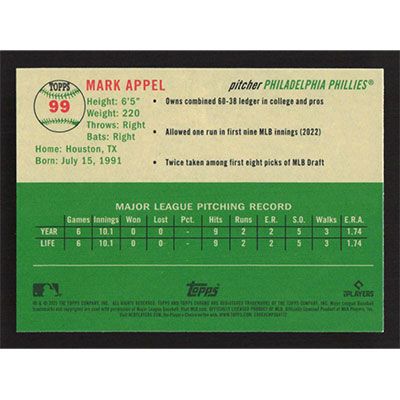 TOPPS
99
MARK APPEL
pitcher PHILADELPHIA PHILLIES®
Height: 6'5"
Weight: 220
Throws: Right
Bats: Right
Home: Houston, TX
Born: July 15, 1991
• Owns combined 60-38 ledger in college and pros
• Allowed one run in first nine MLB innings (2022)
• Twice taken among first eight picks of MLB Draft
MAJOR LEAGUE PITCHING RECORD
Games Innings Won Lost Pct. Hits Runs E.R. S.O. Walks E.R.A.
YEAR 6 10.1 0 0 - 9 2 2 5 3 1.74
LIFE 6 10.1 0 0 - 9 2 2 5 3 1.74
topps
PLAYERS